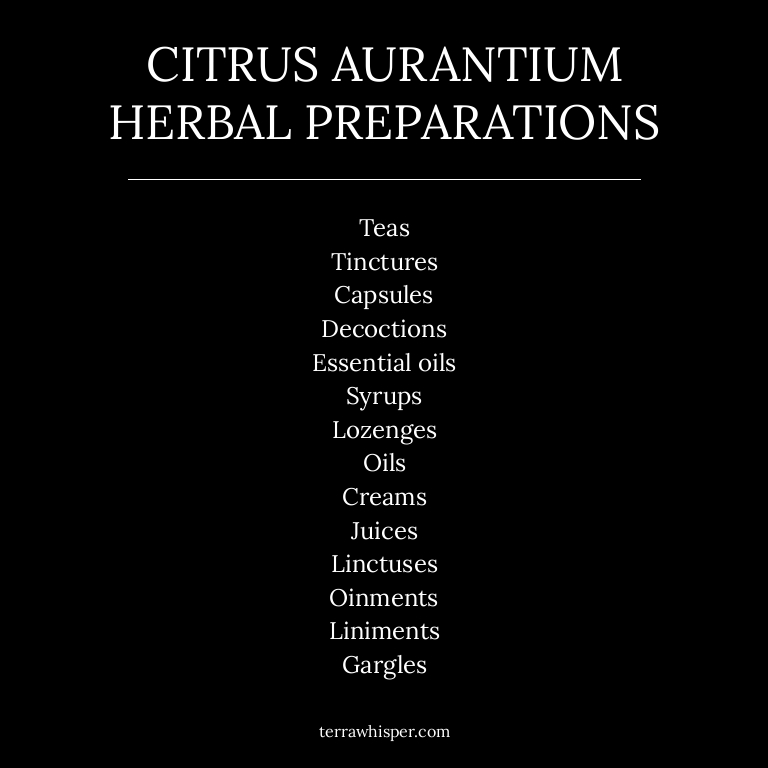 CITRUS AURANTIUM
HERBAL PREPARATIONS
Teas
Tinctures
Capsules
Decoctions
Essential oils
Syrups
Lozenges
Oils
Creams
Juices
Linctuses
Oinments
Liniments
Gargles
terrawhisper.com